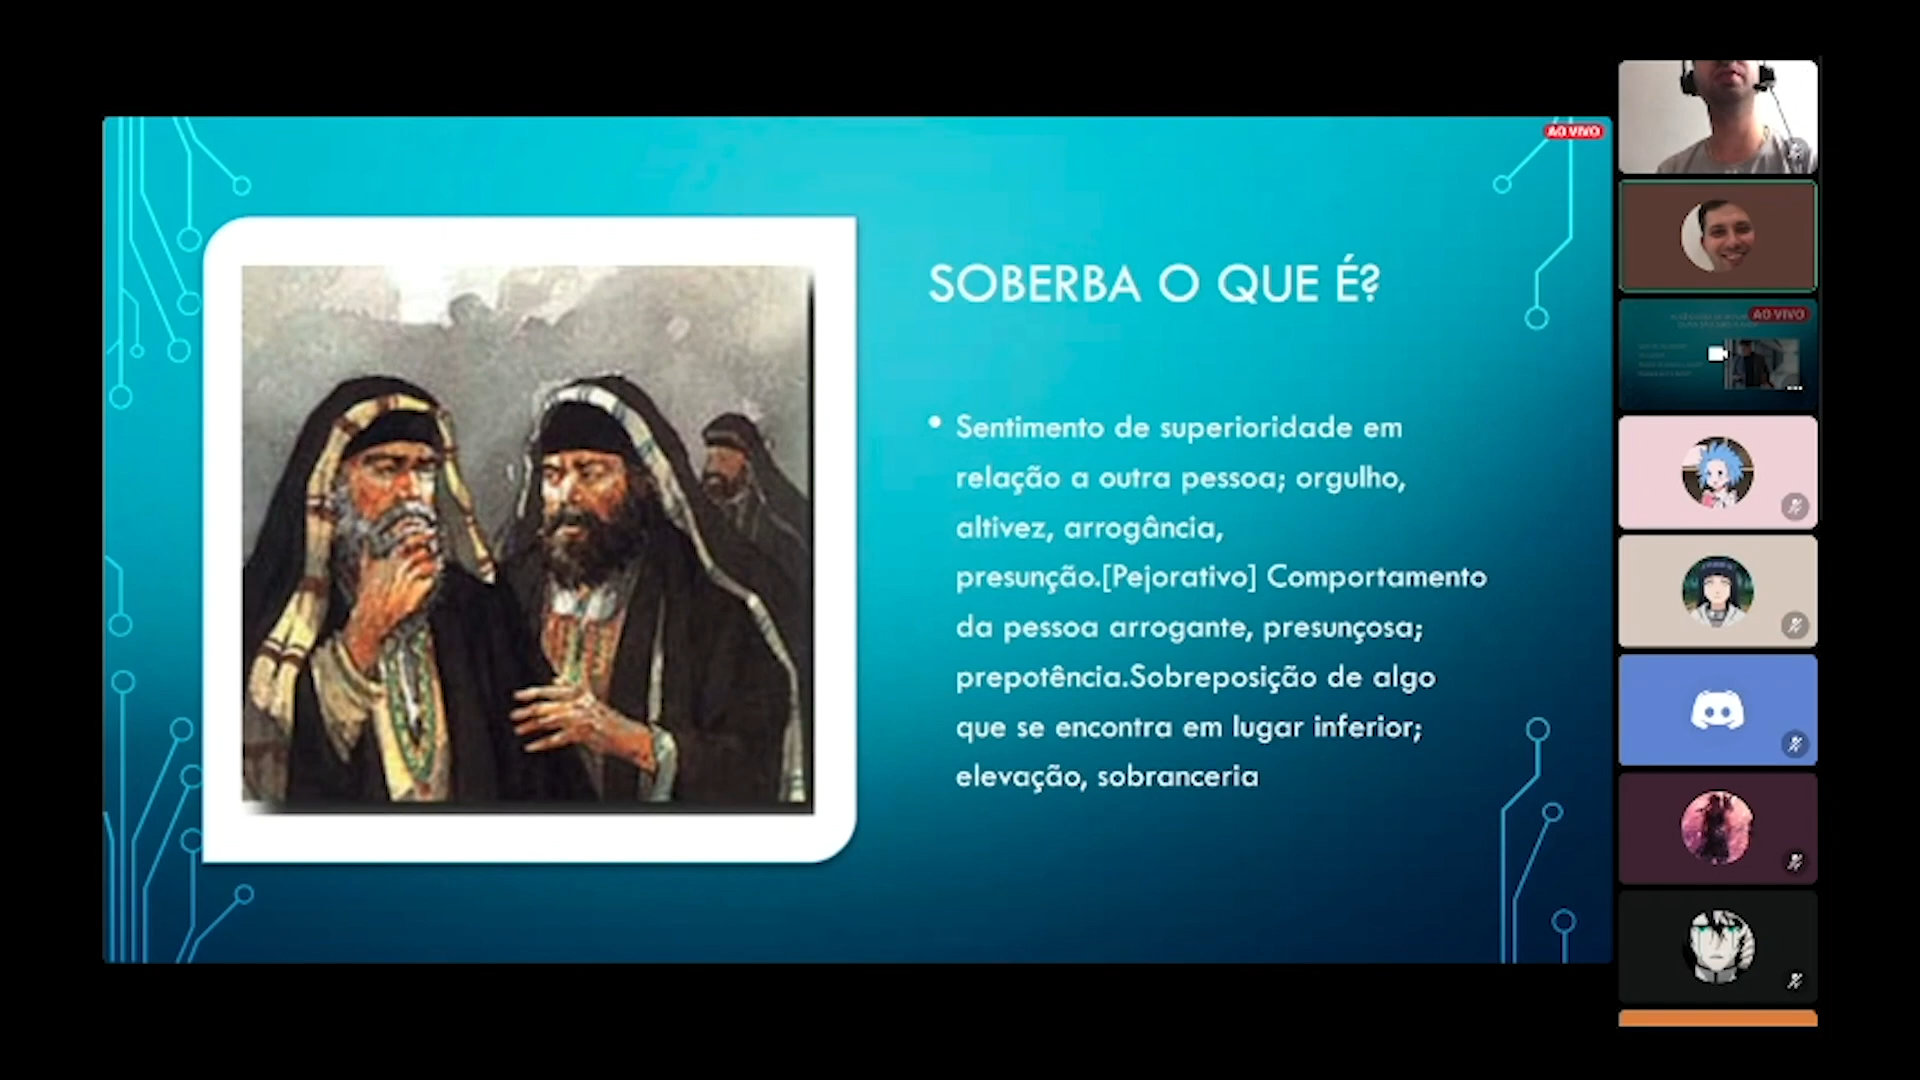 AO VIVO
SOBERBA O QUE É?
• Sentimento de superioridade em
relação a outra pessoa; orgulho,
altivez, arrogância,
presunção.[Pejorativo] Comportamento
da pessoa arrogante, presunçosa;
prepotência.Sobreposição de algo
que se encontra em lugar inferior;
elevação, sobranceria
AO VIVO